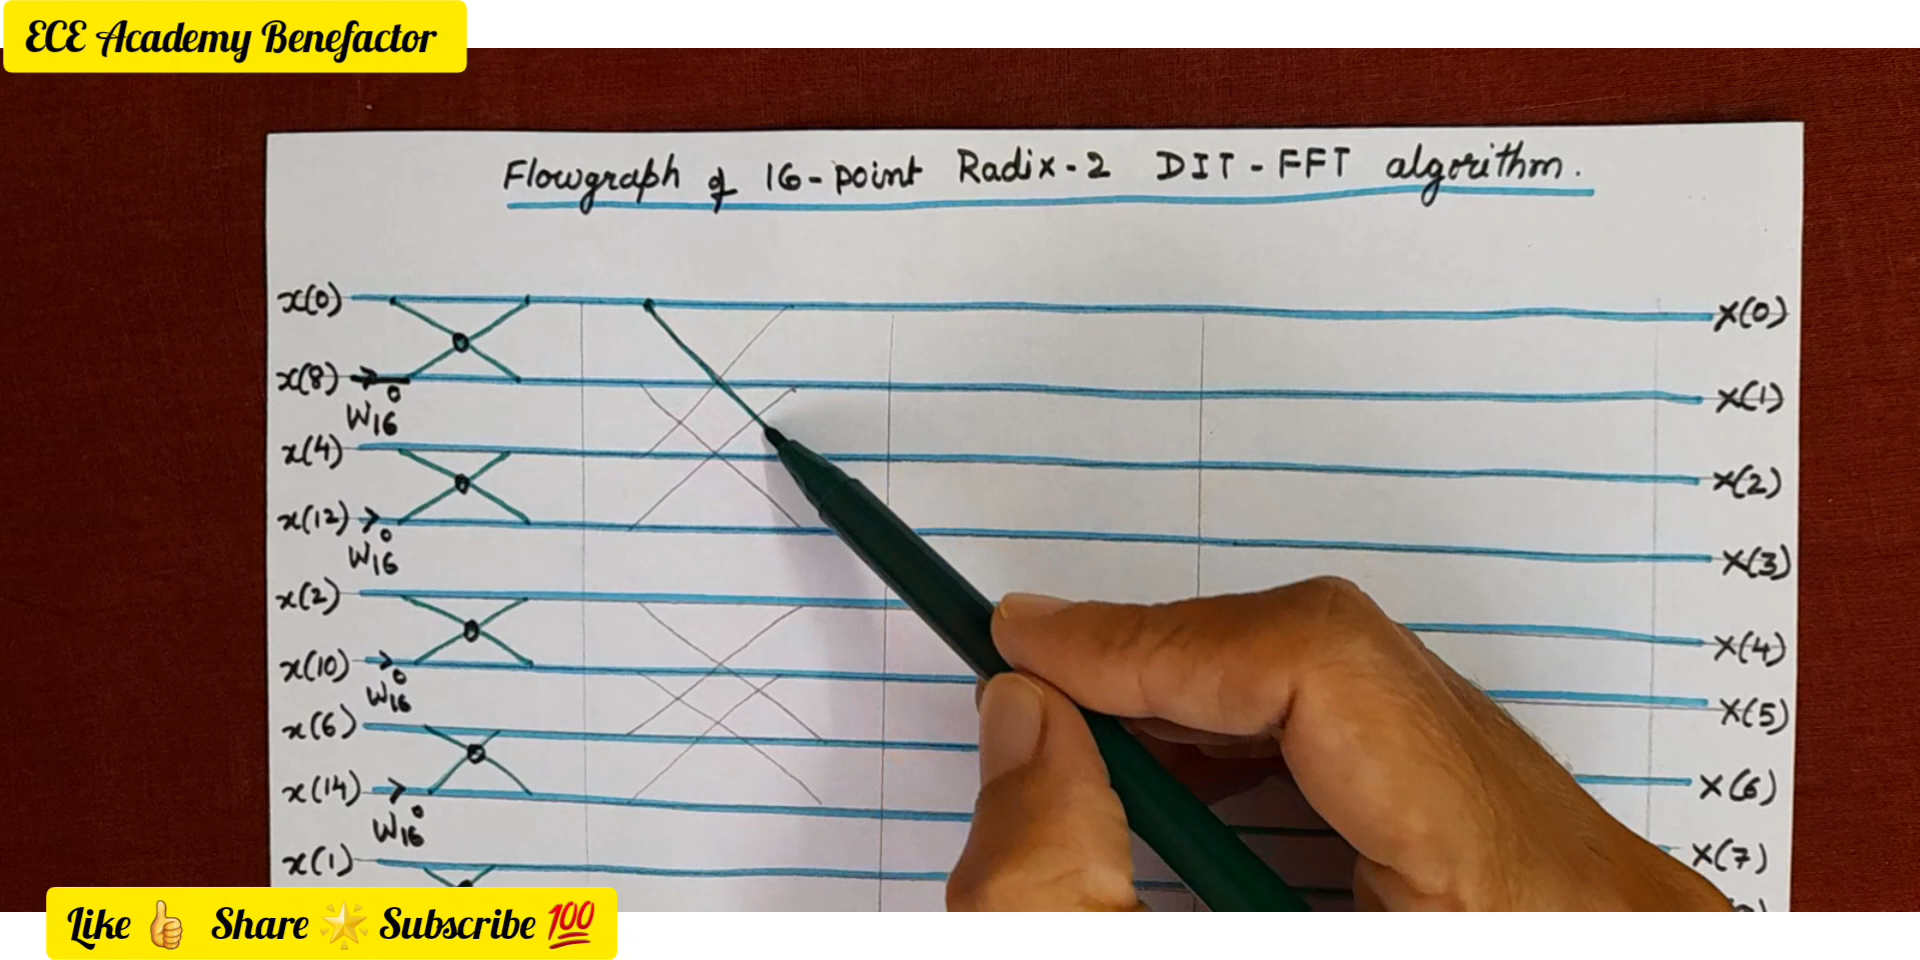 ECE Academy Benefactor
Flowgraph of 16-point Radix-2 DIT-FFT algorithm.
x(0) X(0)
x(8) X(1)
W16^0
x(4) X(2)
x(12) X(3)
W16^0
x(2) X(4)
x(10) X(5)
W16^0
x(6) X(6)
x(14) X(7)
W16^0
x(1)
Like 👍 Share 🌟 Subscribe 💯